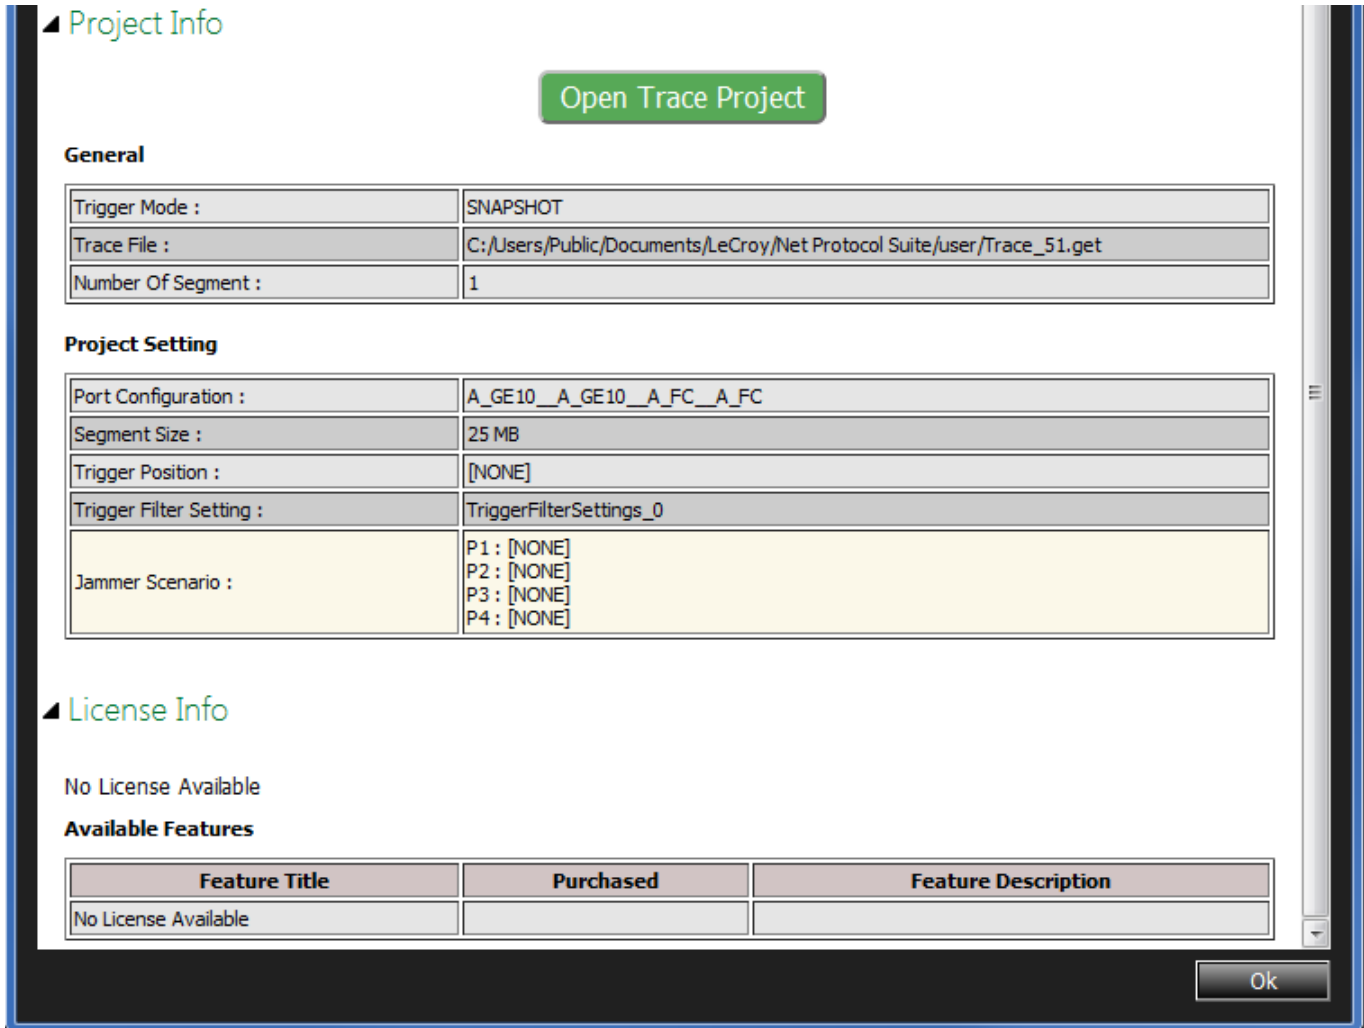 Project Info
Open Trace Project
General
Trigger Mode : SNAPSHOT
Trace File : C:/Users/Public/Documents/LeCroy/Net Protocol Suite/user/Trace_51.get
Number Of Segment : 1
Project Setting
Port Configuration : A_GE10__A_GE10__A_FC__A_FC
Segment Size : 25 MB
Trigger Position : [NONE]
Trigger Filter Setting : TriggerFilterSettings_0
Jammer Scenario :
P1 : [NONE]
P2 : [NONE]
P3 : [NONE]
P4 : [NONE]
License Info
No License Available
Available Features
Feature Title Purchased Feature Description
No License Available
Ok